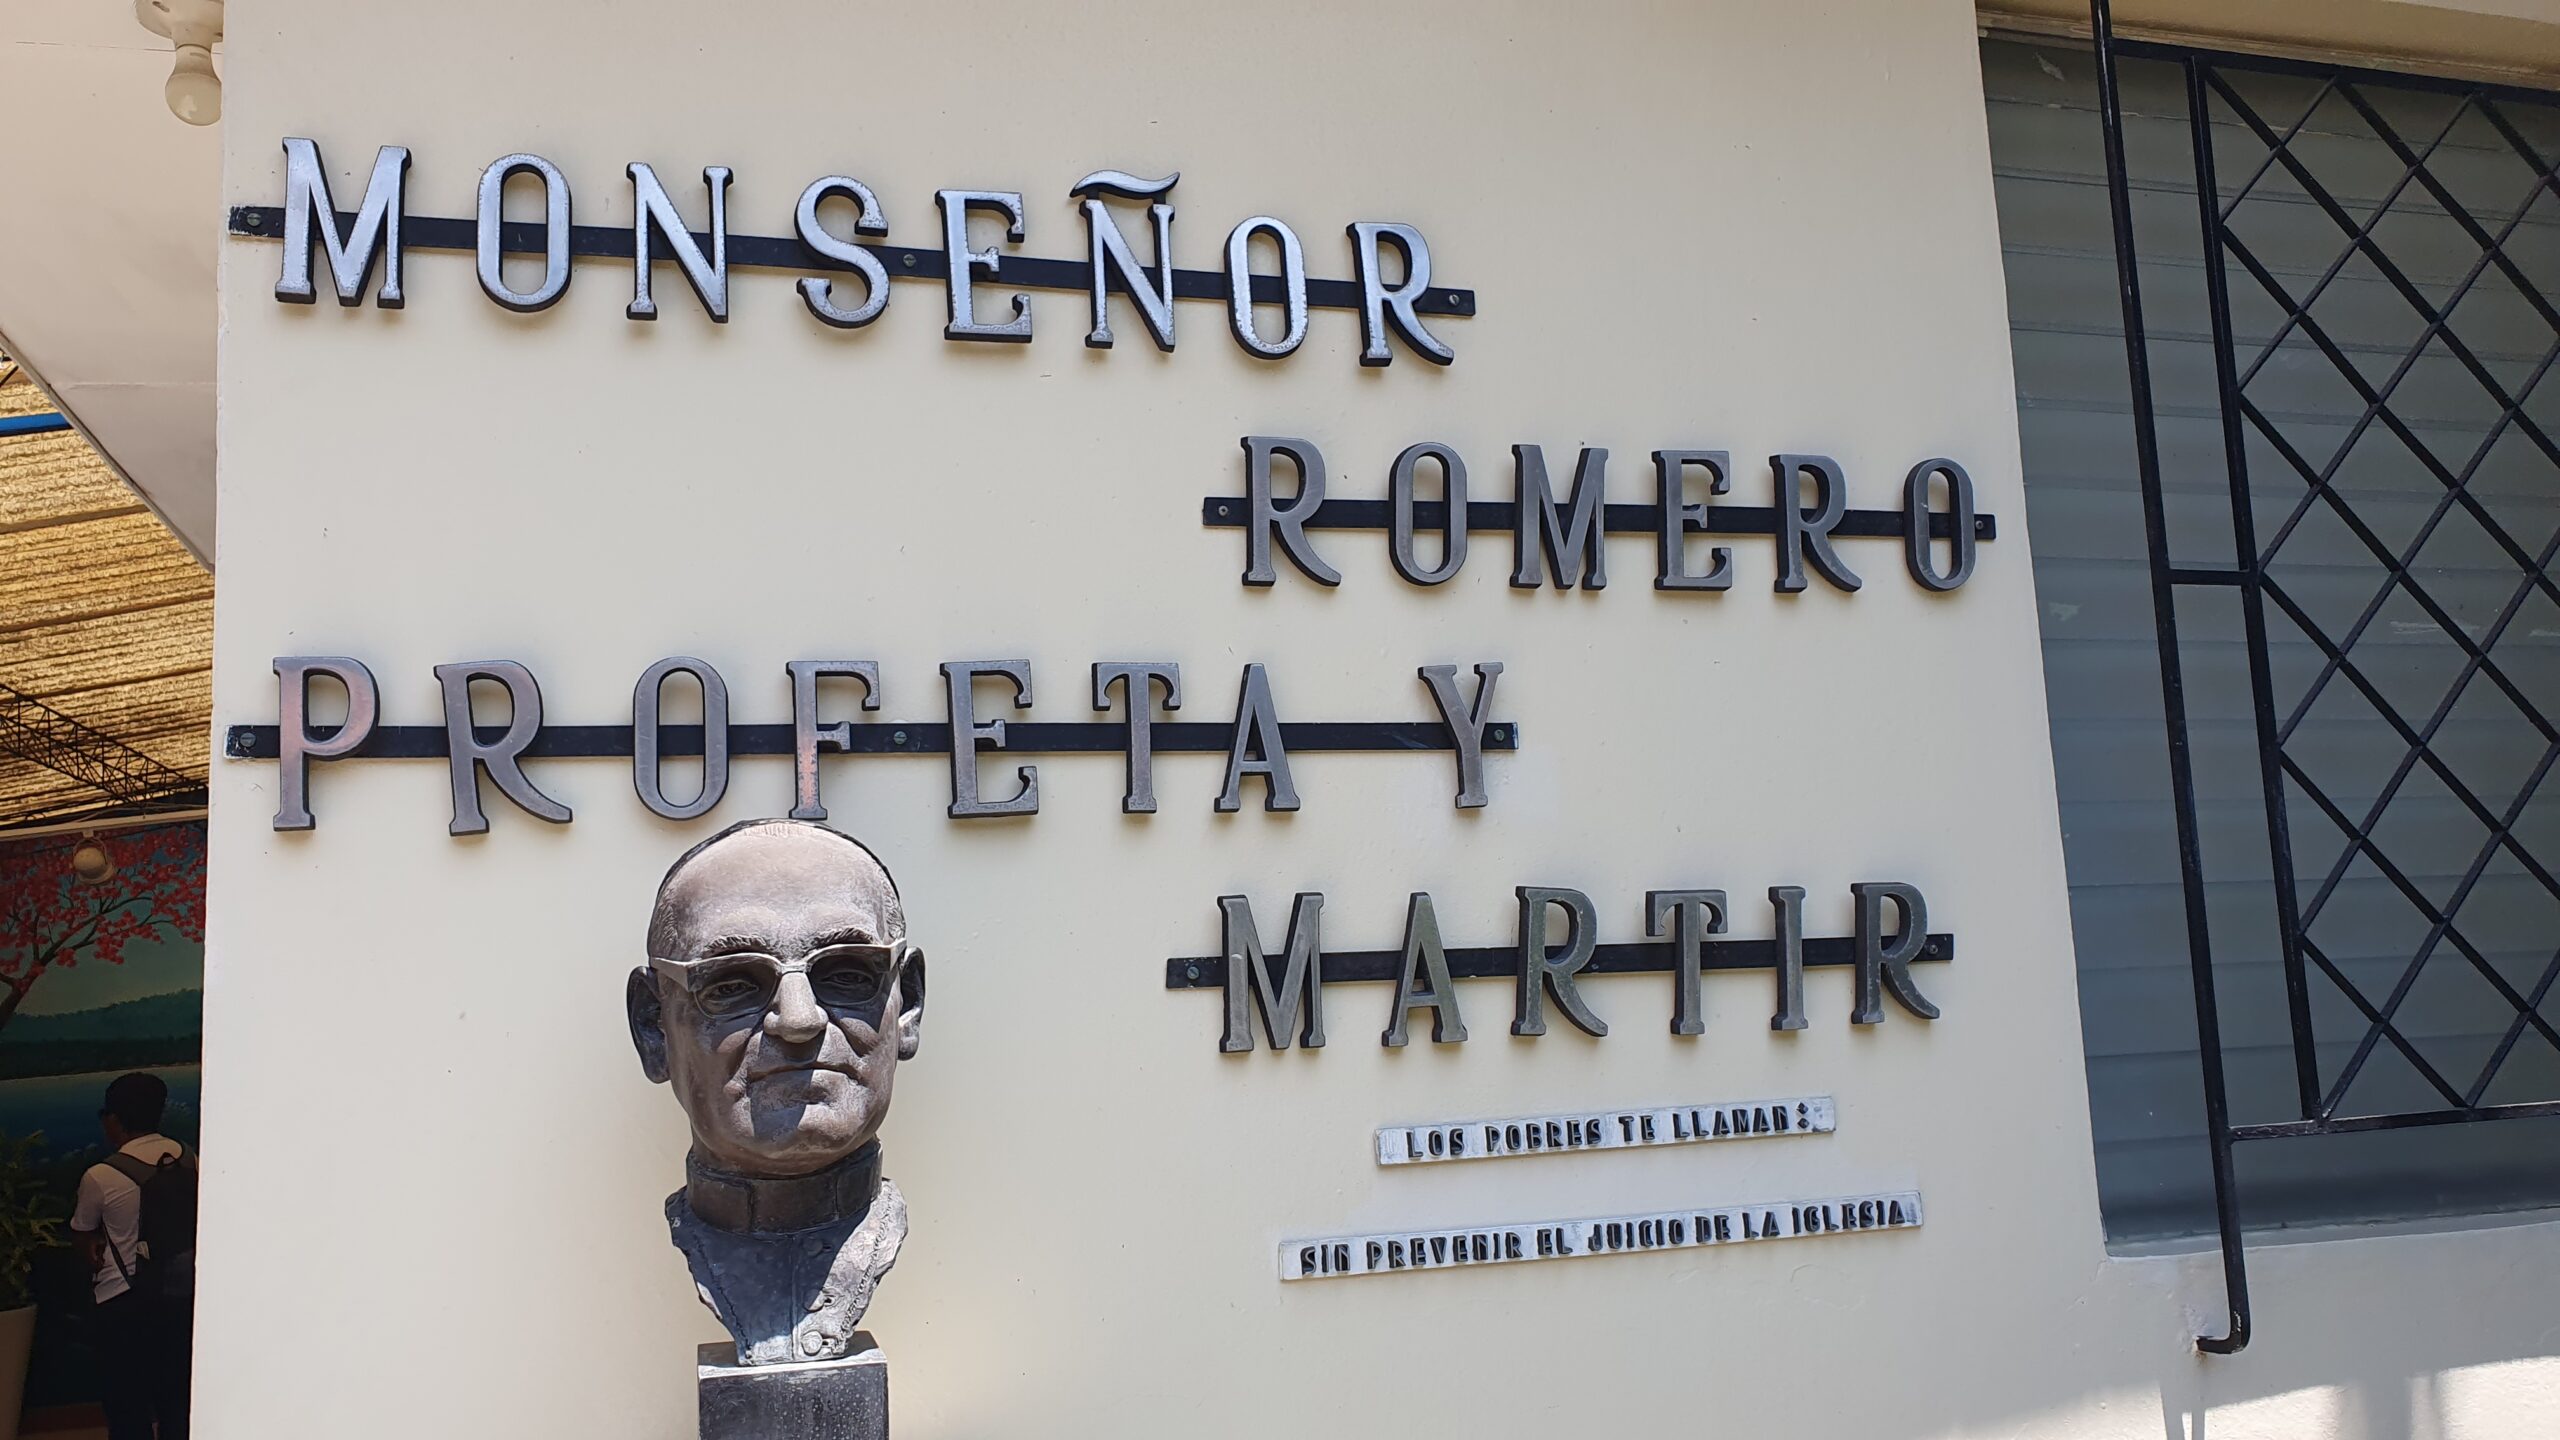 MONSEÑOR
ROMERO
PROFETA Y
MARTIR
LOS POBRES TE LLAMAN:
SIN PREVENIR EL JUICIO DE LA IGLESIA